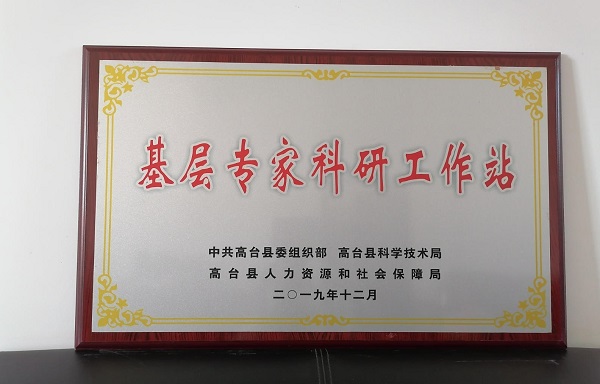 基层专家科研工作站
中共高台县委组织部 高台县科学技术局
高台县人力资源和社会保障局
二〇一九年十二月